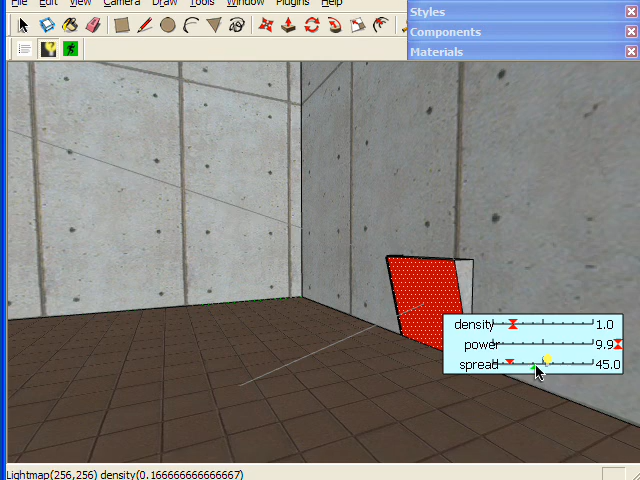 File Edit View Camera Draw Tools Window Plugins Help
Styles
Components
Materials
density 1.0
power 9.9
spread 45.0
Lightmap(256,256) density(0.166666666666667)